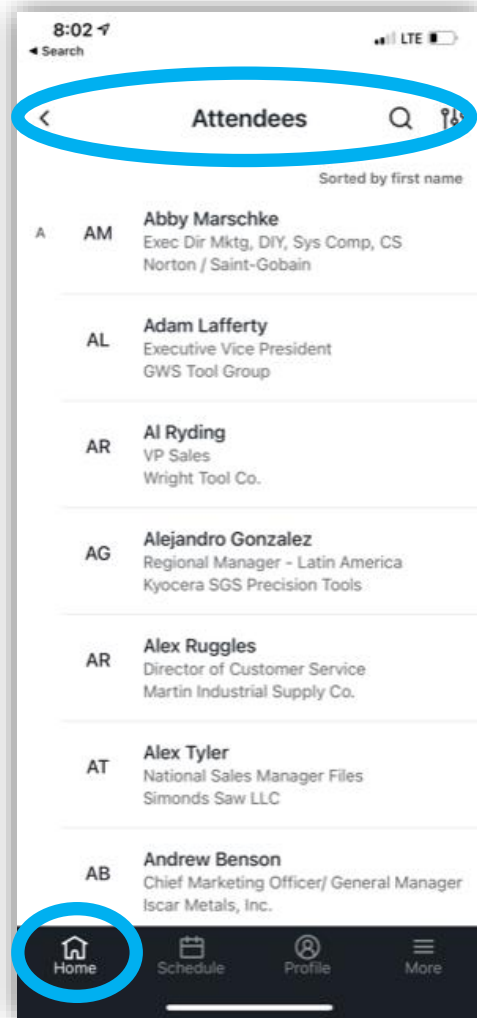 8:02
◄ Search
LTE
Attendees
Sorted by first name
A
AM
Abby Marschke
Exec Dir Mktg, DIY, Sys Comp, CS
Norton / Saint-Gobain
AL
Adam Lafferty
Executive Vice President
GWS Tool Group
AR
Al Ryding
VP Sales
Wright Tool Co.
AG
Alejandro Gonzalez
Regional Manager - Latin America
Kyocera SGS Precision Tools
AR
Alex Ruggles
Director of Customer Service
Martin Industrial Supply Co.
AT
Alex Tyler
National Sales Manager Files
Simonds Saw LLC
AB
Andrew Benson
Chief Marketing Officer/ General Manager
Iscar Metals, Inc.
Home Schedule Profile More